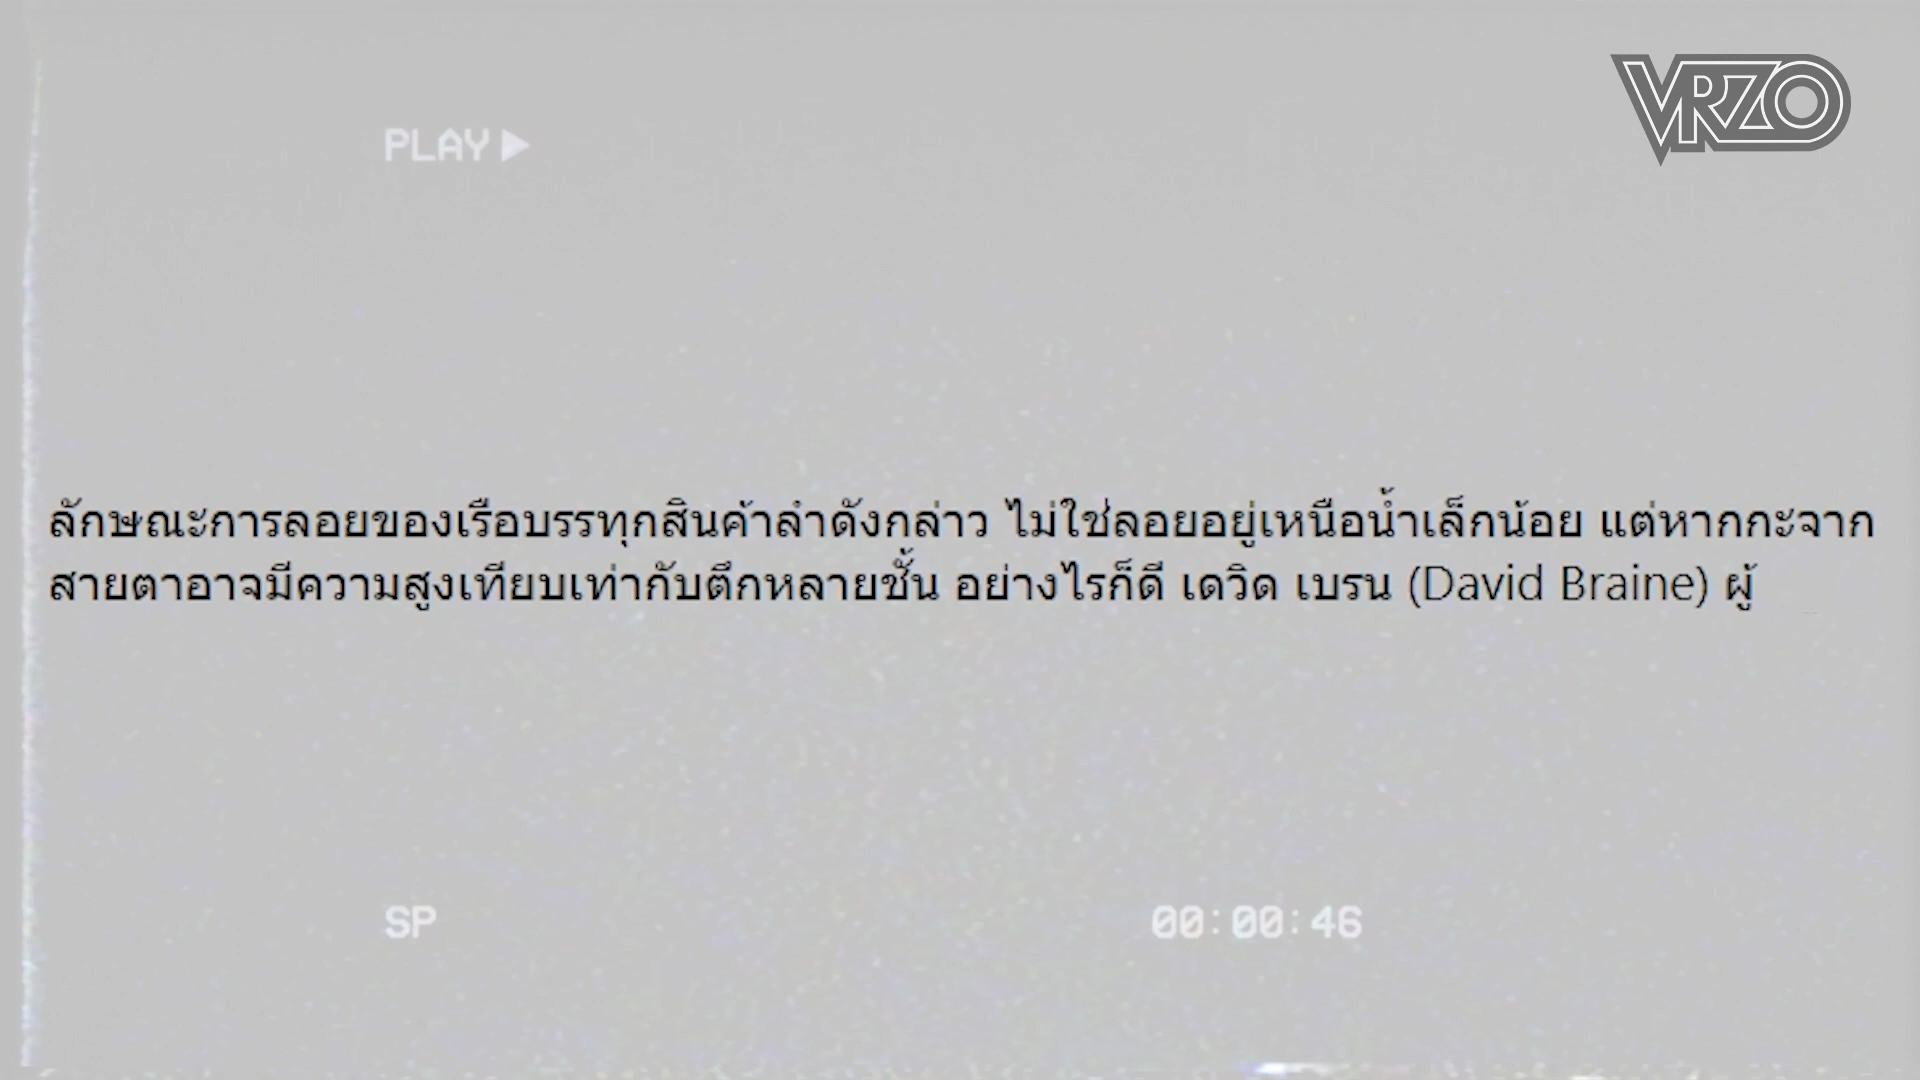 VRZO
PLAY
ลักษณะการลอยของเรือบรรทุกสินค้าลำดังกล่าว ไม่ใช่ลอยอยู่เหนือน้ำเล็กน้อย แต่หากกะจาก
สายตาอาจมีความสูงเทียบเท่ากับตึกหลายชั้น อย่างไรก็ดี เดวิด เบรน (David Braine) ผู้
SP
00:00:46